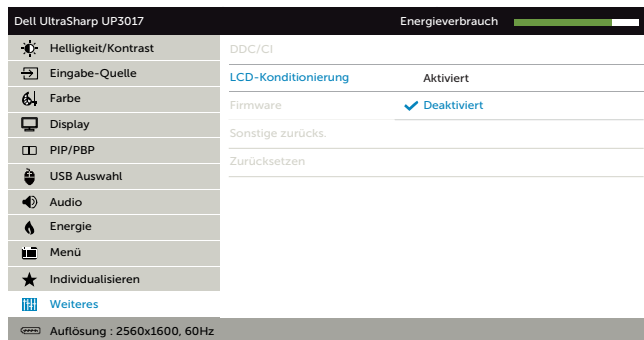 Dell UltraSharp UP3017
Energieverbrauch
Helligkeit/Kontrast
DDC/CI
Eingabe-Quelle
LCD-Konditionierung
Aktiviert
Farbe
Firmware
Deaktiviert
Display
Sonstige zurücks.
PIP/PBP
Zurücksetzen
USB Auswahl
Audio
Energie
Menü
Individualisieren
Weiteres
Auflösung : 2560x1600, 60Hz